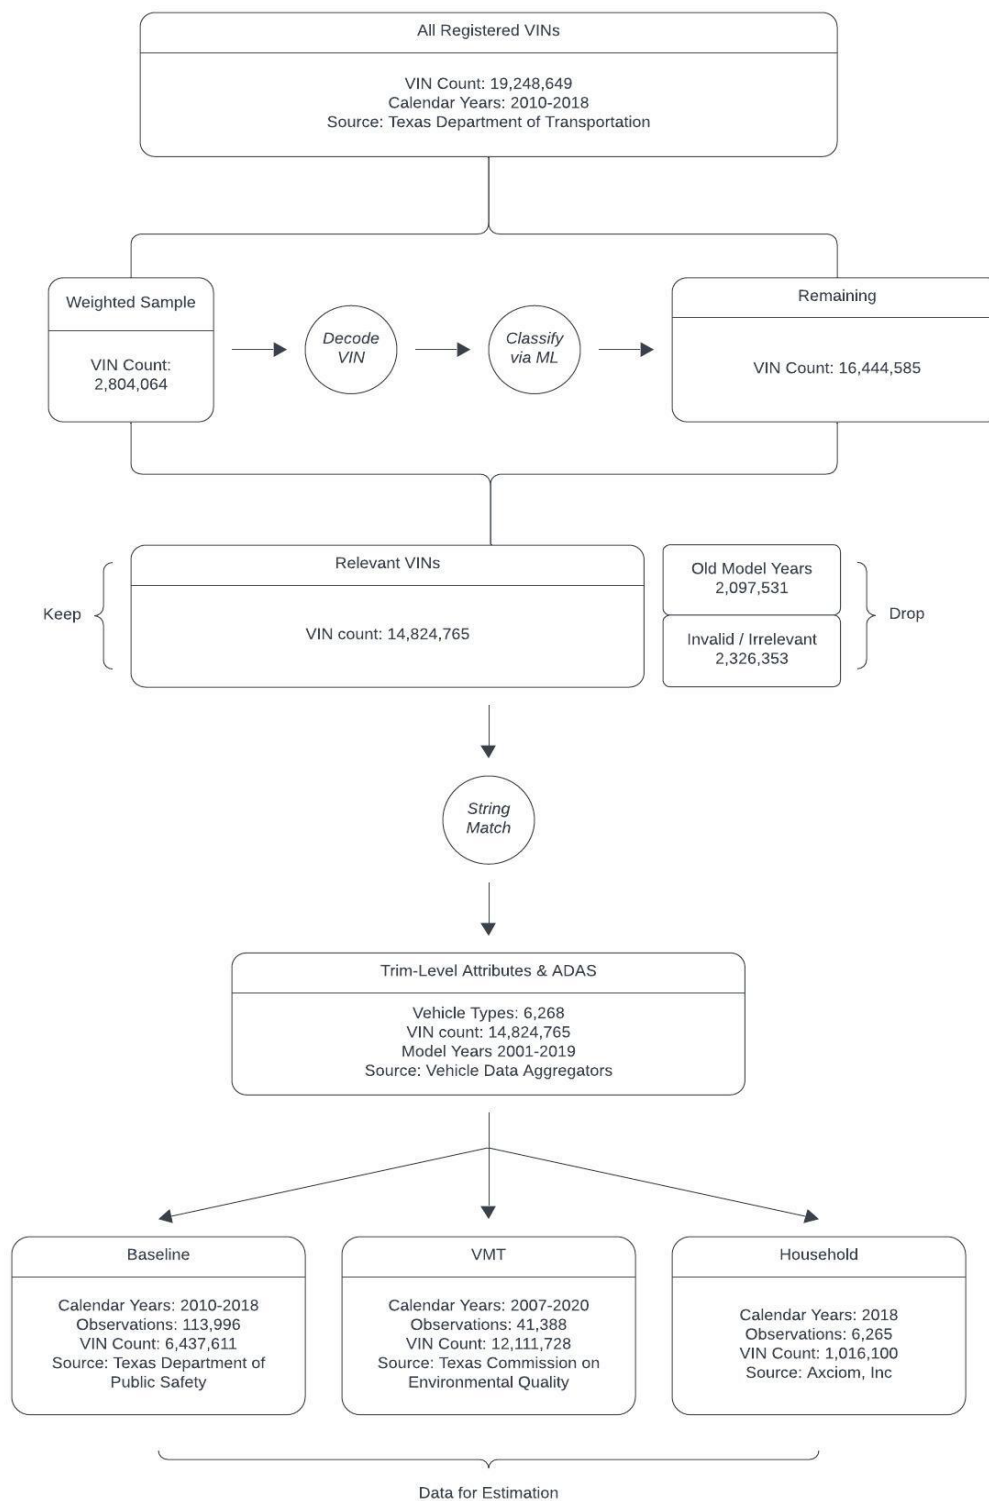 All Registered VINs
VIN Count: 19,248,649
Calendar Years: 2010-2018
Source: Texas Department of Transportation
Weighted Sample
VIN Count:
2,804,064
Decode
VIN
Classify
via ML
Remaining
VIN Count: 16,444,585
Keep
Relevant VINs
VIN count: 14,824,765
Old Model Years
2,097,531
Invalid / Irrelevant
2,326,353
Drop
String
Match
Trim-Level Attributes & ADAS
Vehicle Types: 6,268
VIN count: 14,824,765
Model Years 2001-2019
Source: Vehicle Data Aggregators
Baseline
Calendar Years: 2010-2018
Observations: 113,996
VIN Count: 6,437,611
Source: Texas Department of
Public Safety
VMT
Calendar Years: 2007-2020
Observations: 41,388
VIN Count: 12,111,728
Source: Texas Commission on
Environmental Quality
Household
Calendar Years: 2018
Observations: 6,265
VIN Count: 1,016,100
Source: Axciom, Inc
Data for Estimation